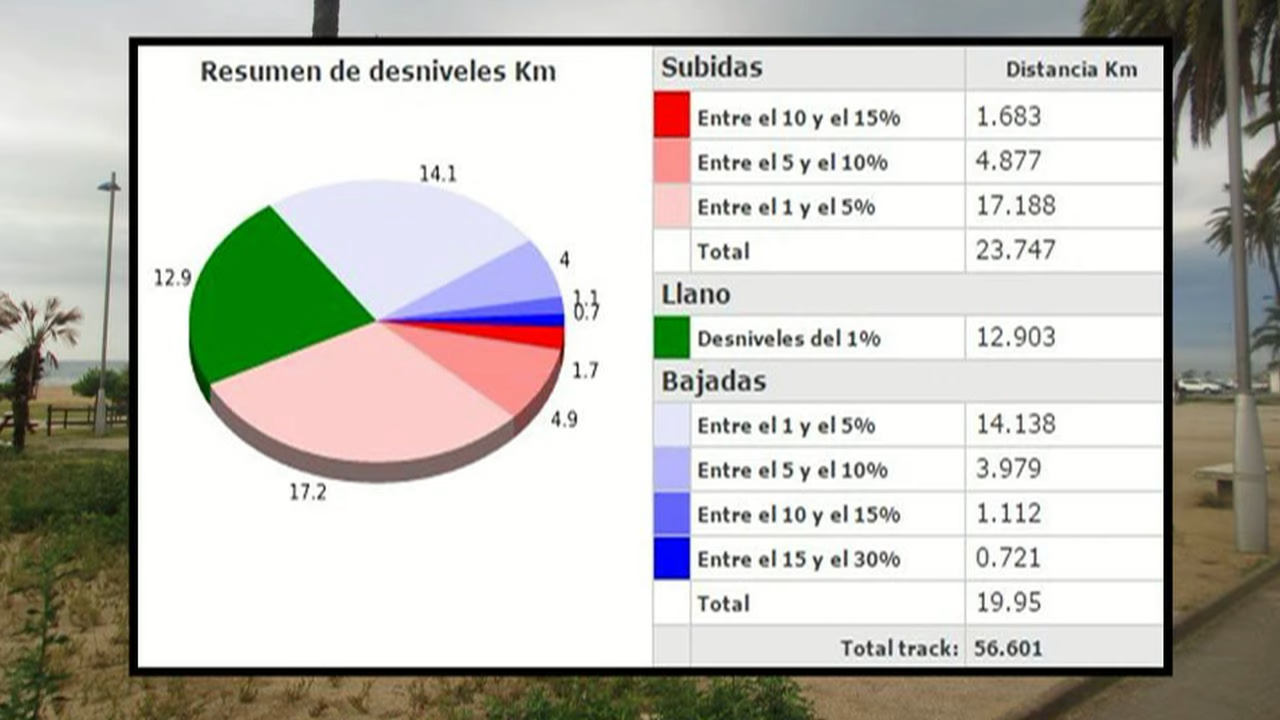 Resumen de desniveles Km
14.1
4
1.1
0.7
12.9
1.7
4.9
17.2
Subidas Distancia Km
Entre el 10 y el 15% 1.683
Entre el 5 y el 10% 4.877
Entre el 1 y el 5% 17.188
Total 23.747
Llano
Desniveles del 1% 12.903
Bajadas
Entre el 1 y el 5% 14.138
Entre el 5 y el 10% 3.979
Entre el 10 y el 15% 1.112
Entre el 15 y el 30% 0.721
Total 19.95
Total track: 56.601